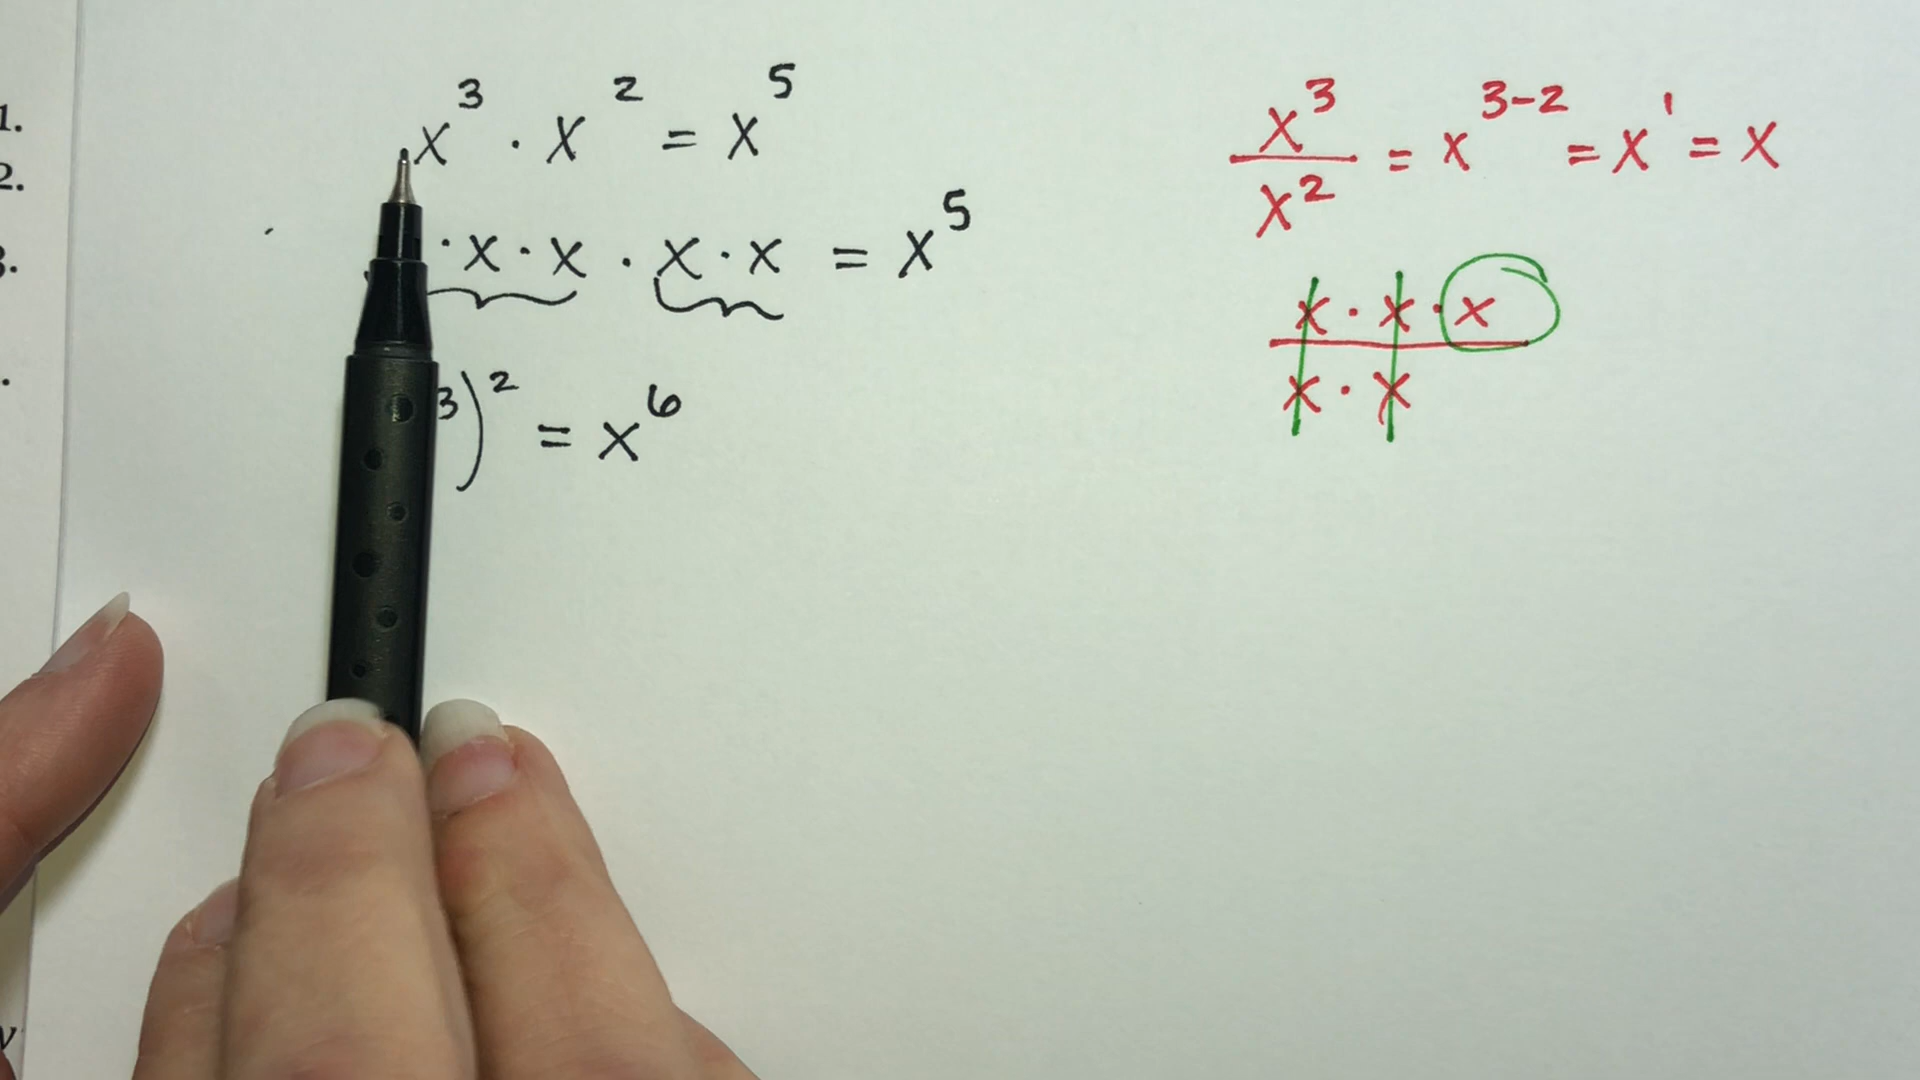 x³ · x² = x⁵
· x · x · x · x = x⁵
³)² = x⁶
x³/x² = x³⁻² = x¹ = x
x · x · x
x · x
1.
2.
3.